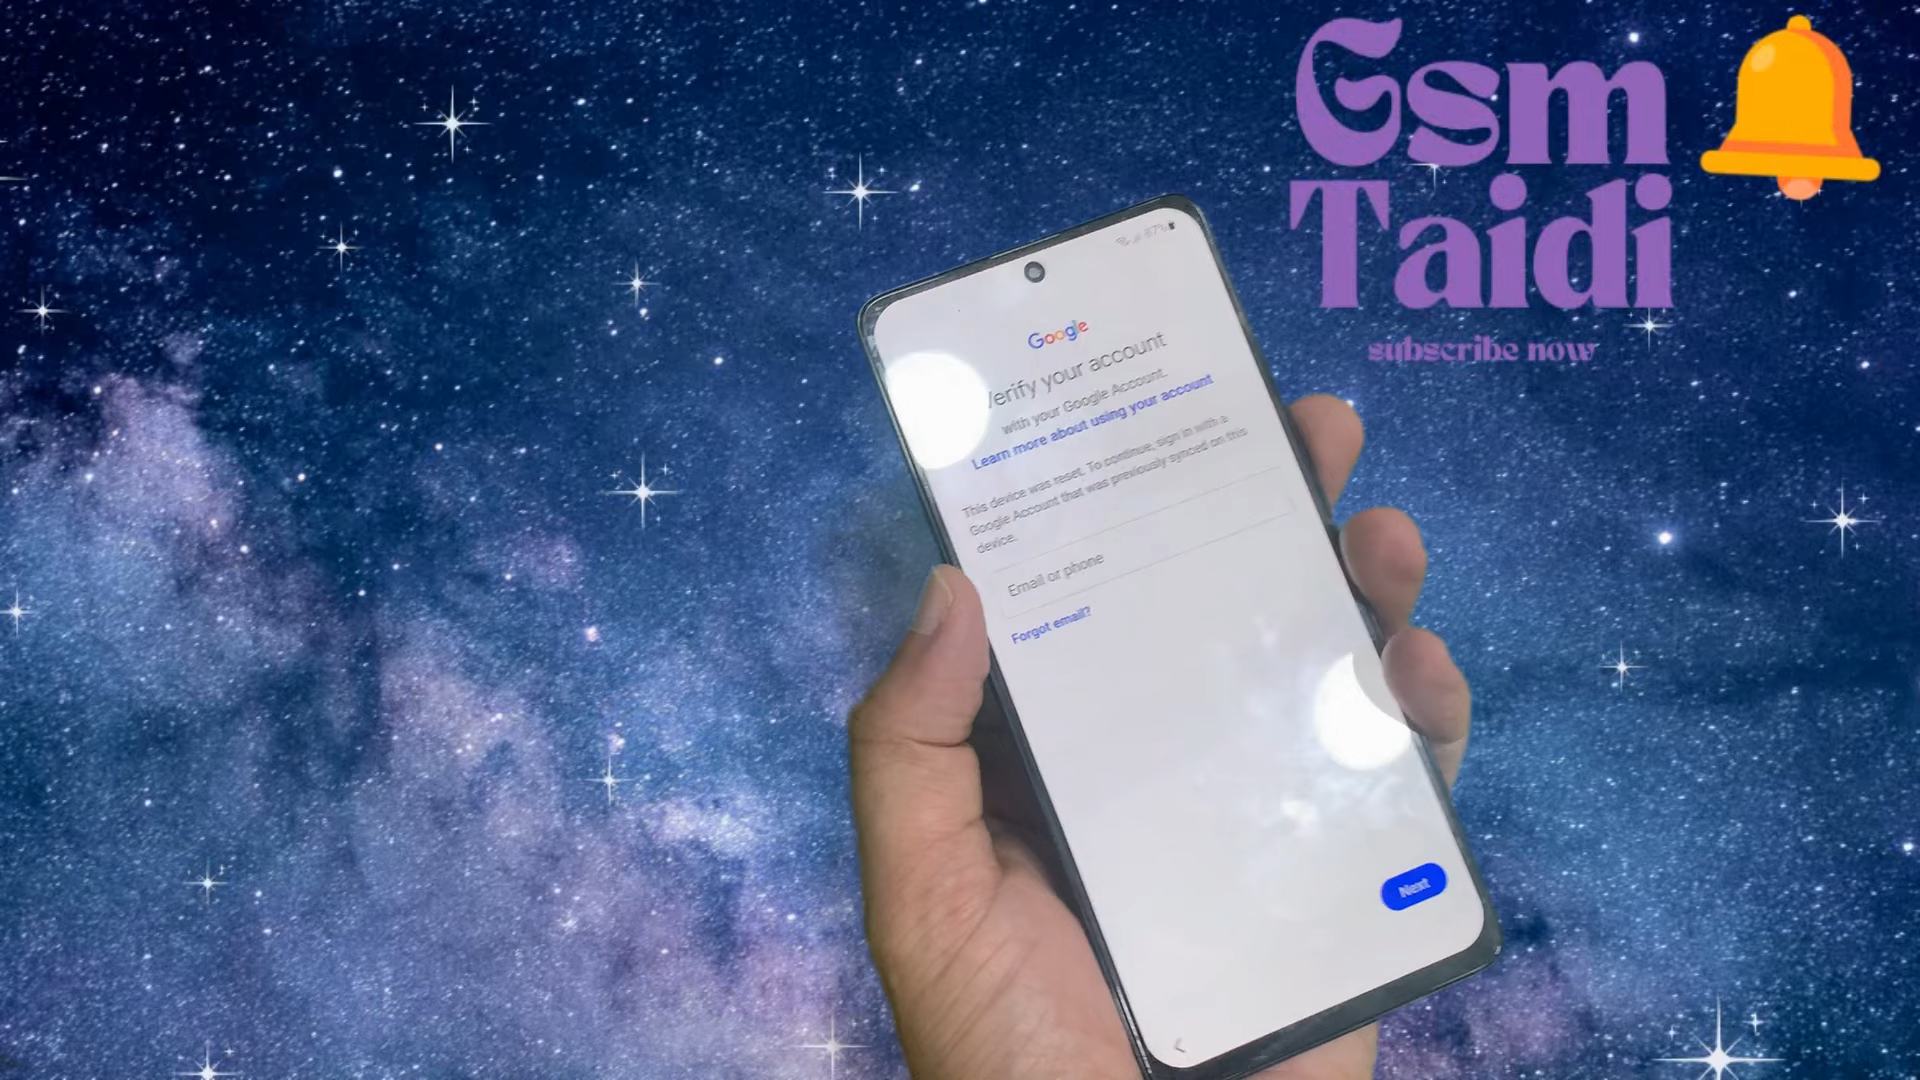 Gsm
Taidi
subscribe now
87%
Google
Verify your account
with your Google Account.
Learn more about using your account
This device was reset. To continue, sign in with a
Google Account that was previously synced on this
device.
Email or phone
Forgot email?
Next